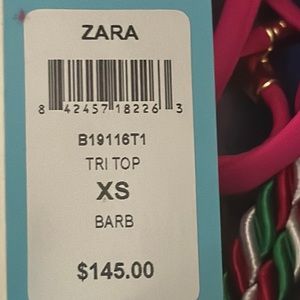 ZARA
8 42457 18226 3
B19116T1
TRI TOP
XS
BARB
$145.00